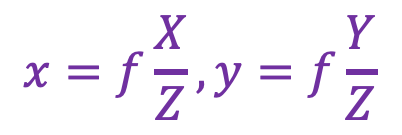 x = f X/Z, y = f Y/Z